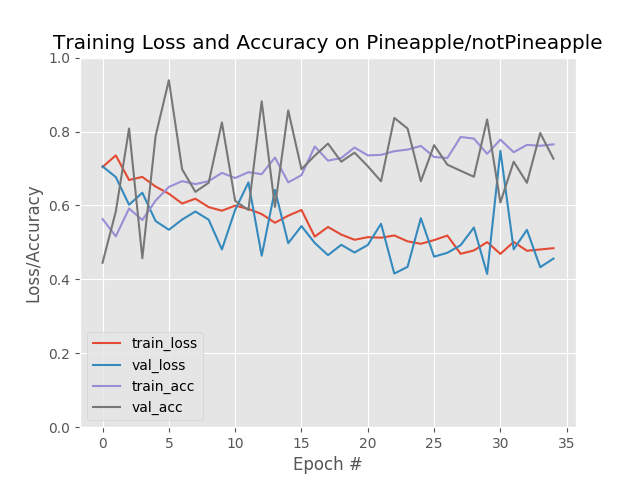 Training Loss and Accuracy on Pineapple/notPineapple
1.0
0.8
0.6
0.4
0.2
0.0
Loss/Accuracy
train_loss
val_loss
train_acc
val_acc
0 5 10 15 20 25 30 35
Epoch #